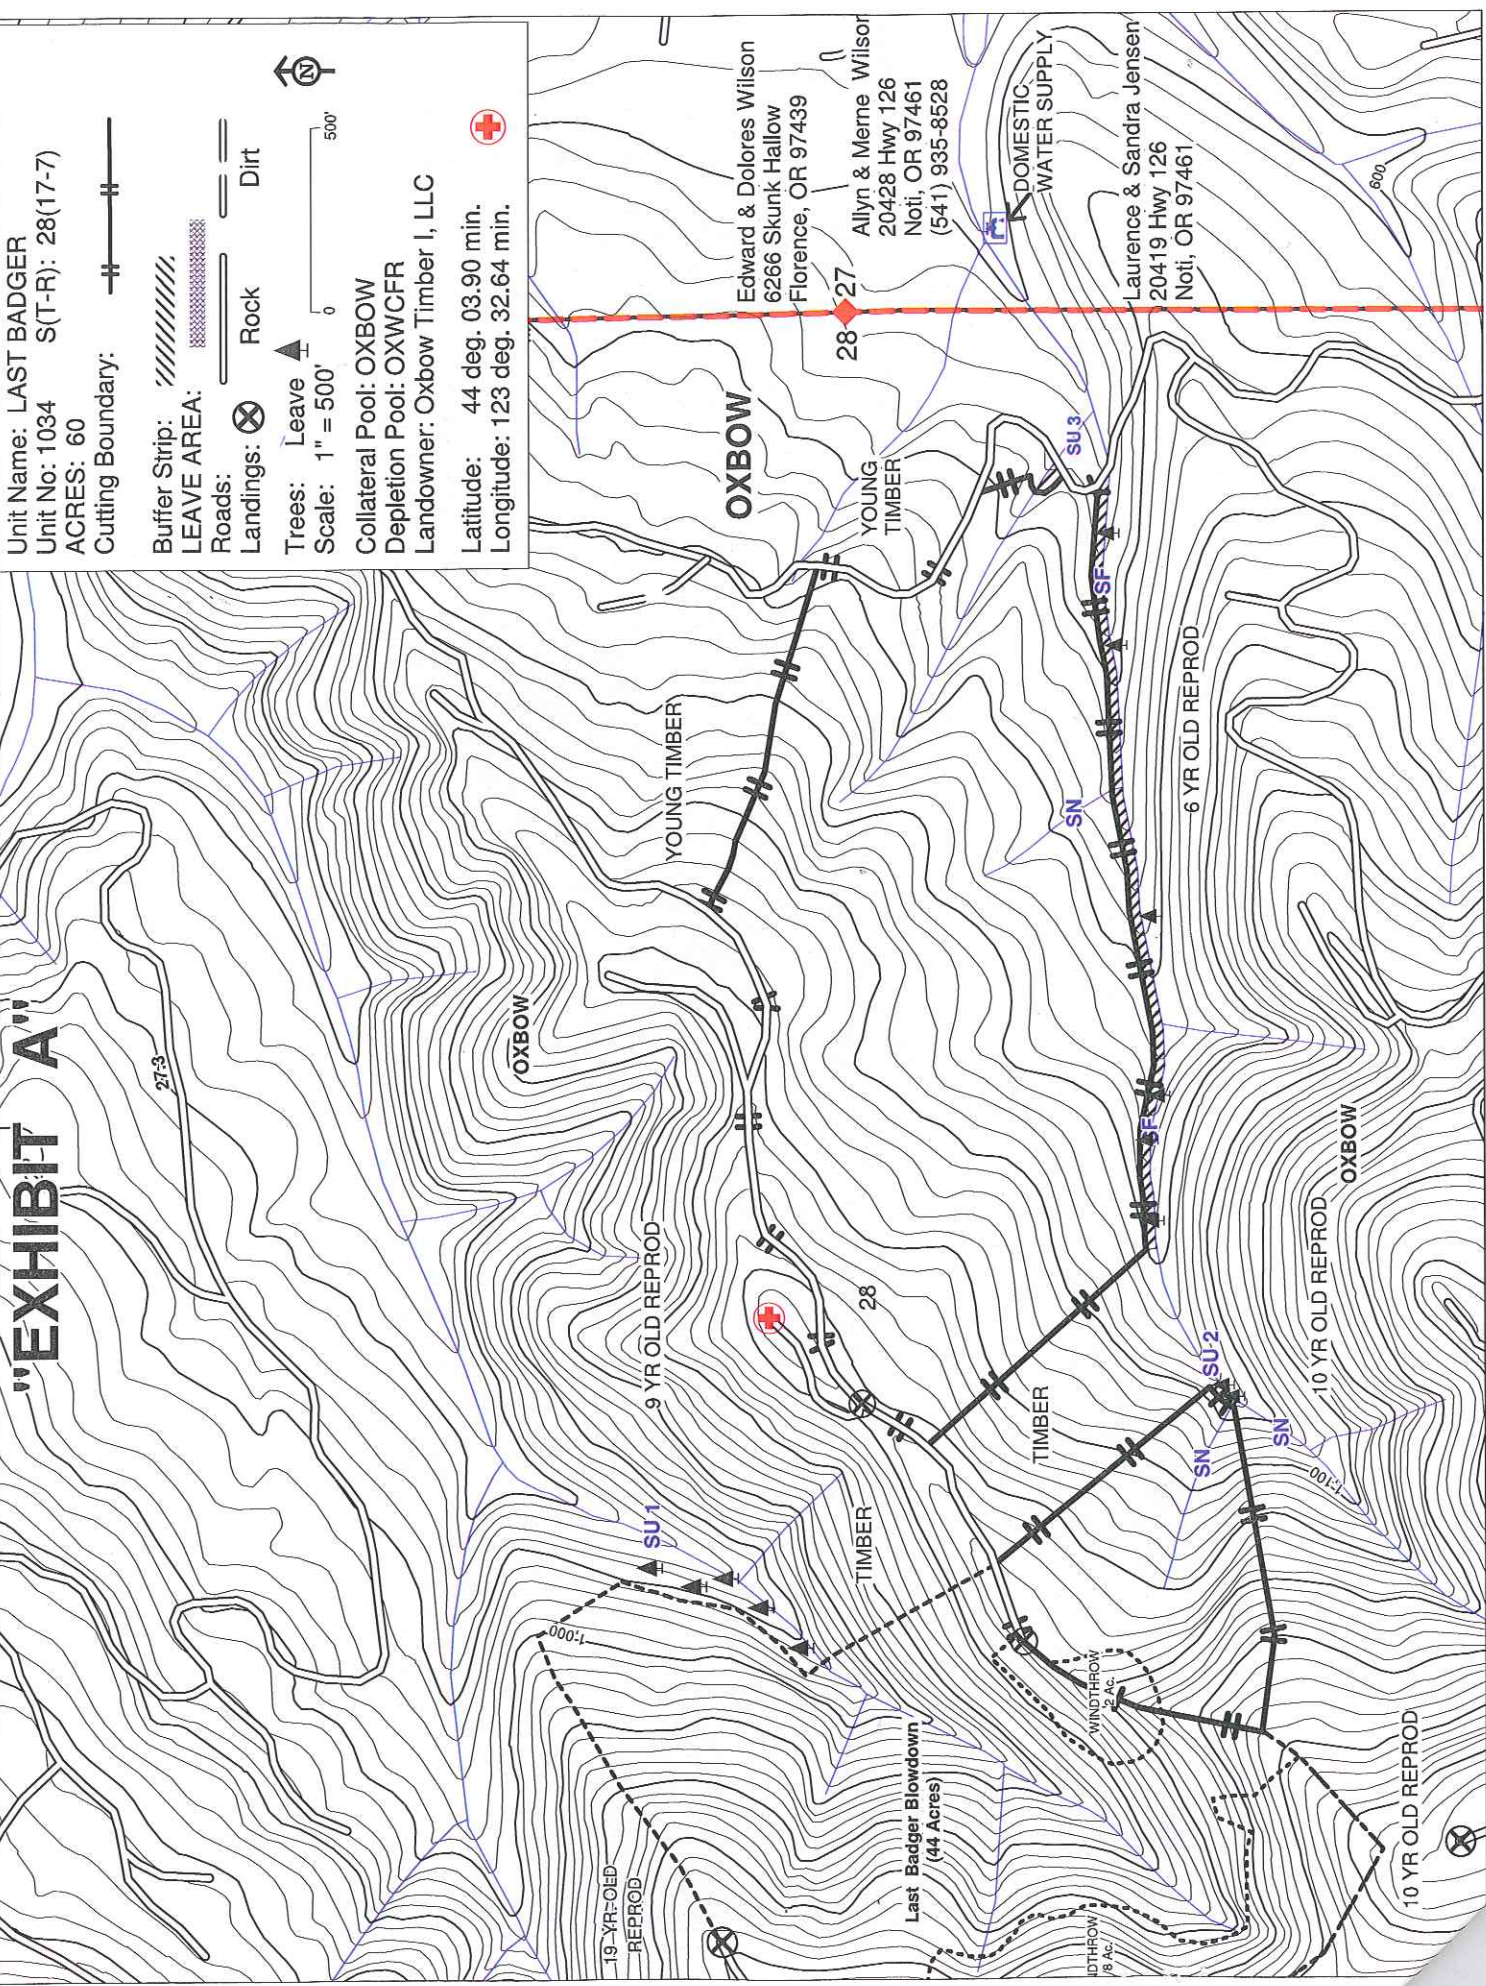 "EXHIBIT A"
Unit Name: LAST BADGER
Unit No: 1034 S(T-R): 28(17-7)
ACRES: 60
Cutting Boundary:
Buffer Strip:
LEAVE AREA:
Roads:
Rock
Dirt
Landings:
Trees: Leave
Scale: 1" = 500'
0
500'
N
Collateral Pool: OXBOW
Depletion Pool: OXWCFR
Landowner: Oxbow Timber I, LLC
Latitude: 44 deg. 03.90 min.
Longitude: 123 deg. 32.64 min.
27-3
OXBOW
9 YR OLD REPROD
YOUNG TIMBER
OXBOW
Edward & Dolores Wilson
6266 Skunk Hallow
Florence, OR 97439
28
27
Allyn & Merne Wilson
20428 Hwy 126
Noti, OR 97461
(541) 935-8528
YOUNG
TIMBER
DOMESTIC
WATER SUPPLY
SU 3
Laurence & Sandra Jensen
20419 Hwy 126
Noti, OR 97461
600
SU 1
1,000
19 YR OLD
REPROD
TIMBER
28
Last Badger Blowdown
(44 Acres)
TIMBER
SN
SF
SF
6 YR OLD REPROD
SU 2
SN
SN
WINDTHROW
2 Ac.
10 YR OLD REPROD
OXBOW
10 YR OLD REPROD